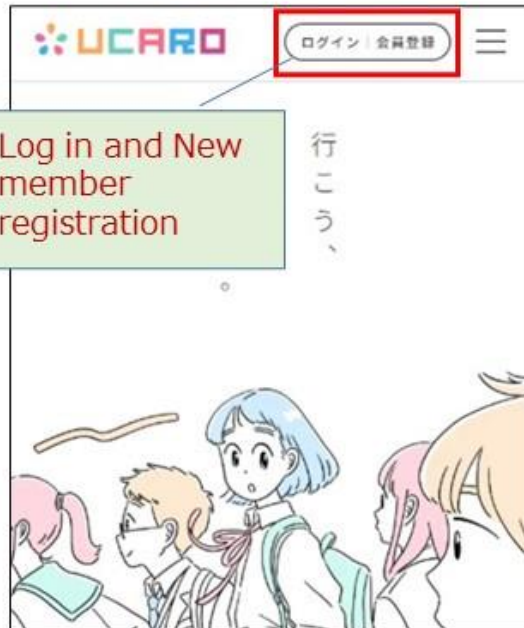 UCARO
ログイン｜会員登録
Log in and New
member
registration
行こう、
。